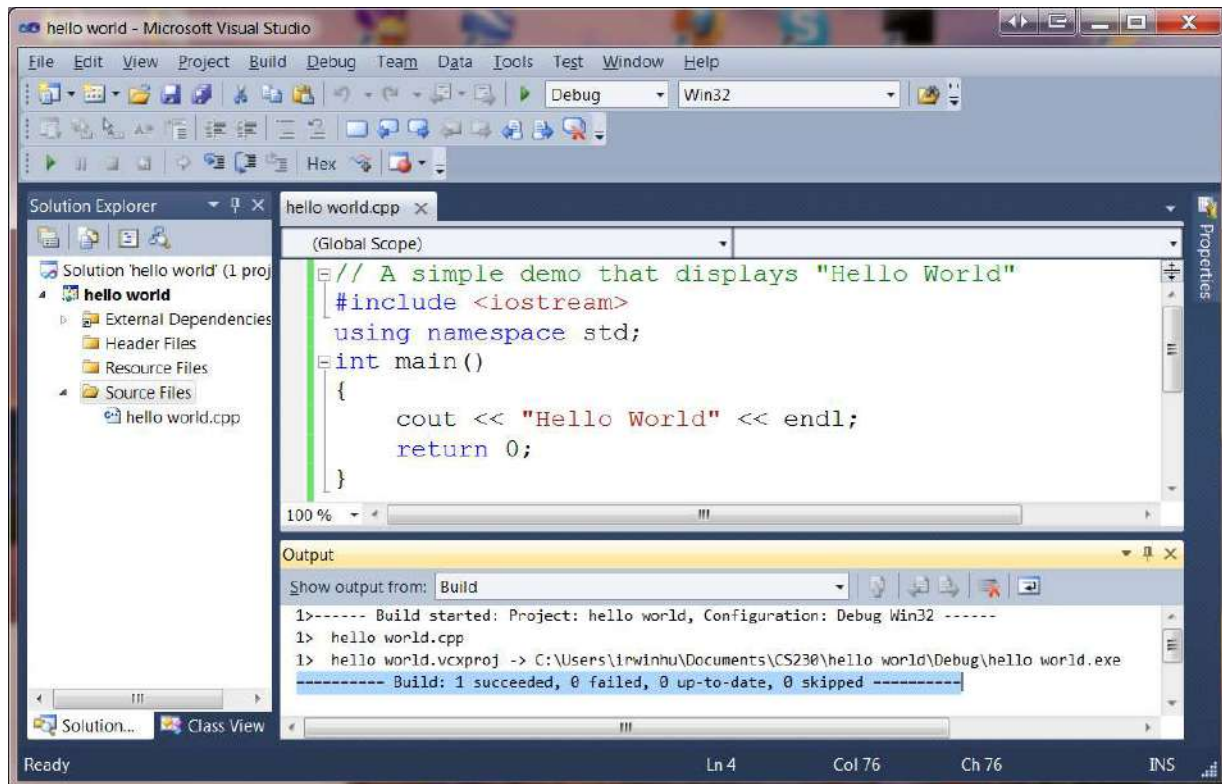 hello world - Microsoft Visual Studio
File Edit View Project Build Debug Team Data Tools Test Window Help
Debug Win32
Hex
Solution Explorer
Solution 'hello world' (1 proj
hello world
External Dependencies
Header Files
Resource Files
Source Files
hello world.cpp
Solution... Class View
hello world.cpp
(Global Scope)
// A simple demo that displays "Hello World"
#include <iostream>
using namespace std;
int main()
{
cout << "Hello World" << endl;
return 0;
}
100 %
Properties
Output
Show output from: Build
1>------ Build started: Project: hello world, Configuration: Debug Win32 ------
1> hello world.cpp
1> hello world.vcxproj -> C:\Users\irwinhu\Documents\CS230\hello world\Debug\hello world.exe
---------- Build: 1 succeeded, 0 failed, 0 up-to-date, 0 skipped ----------
Ready Ln 4 Col 76 Ch 76 INS